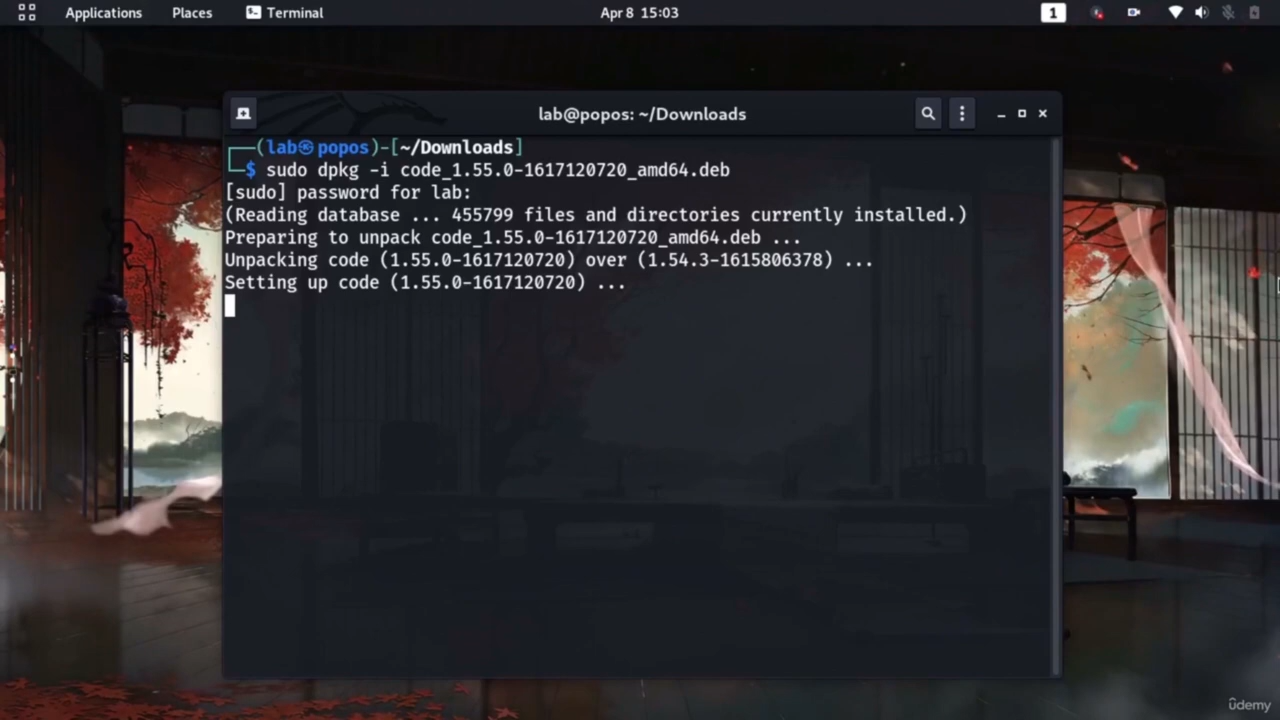 Applications Places Terminal Apr 8 15:03 1
lab@popos: ~/Downloads
(lab㉿popos)-[~/Downloads]
$ sudo dpkg -i code_1.55.0-1617120720_amd64.deb
[sudo] password for lab:
(Reading database ... 455799 files and directories currently installed.)
Preparing to unpack code_1.55.0-1617120720_amd64.deb ...
Unpacking code (1.55.0-1617120720) over (1.54.3-1615806378) ...
Setting up code (1.55.0-1617120720) ...
ûdemy